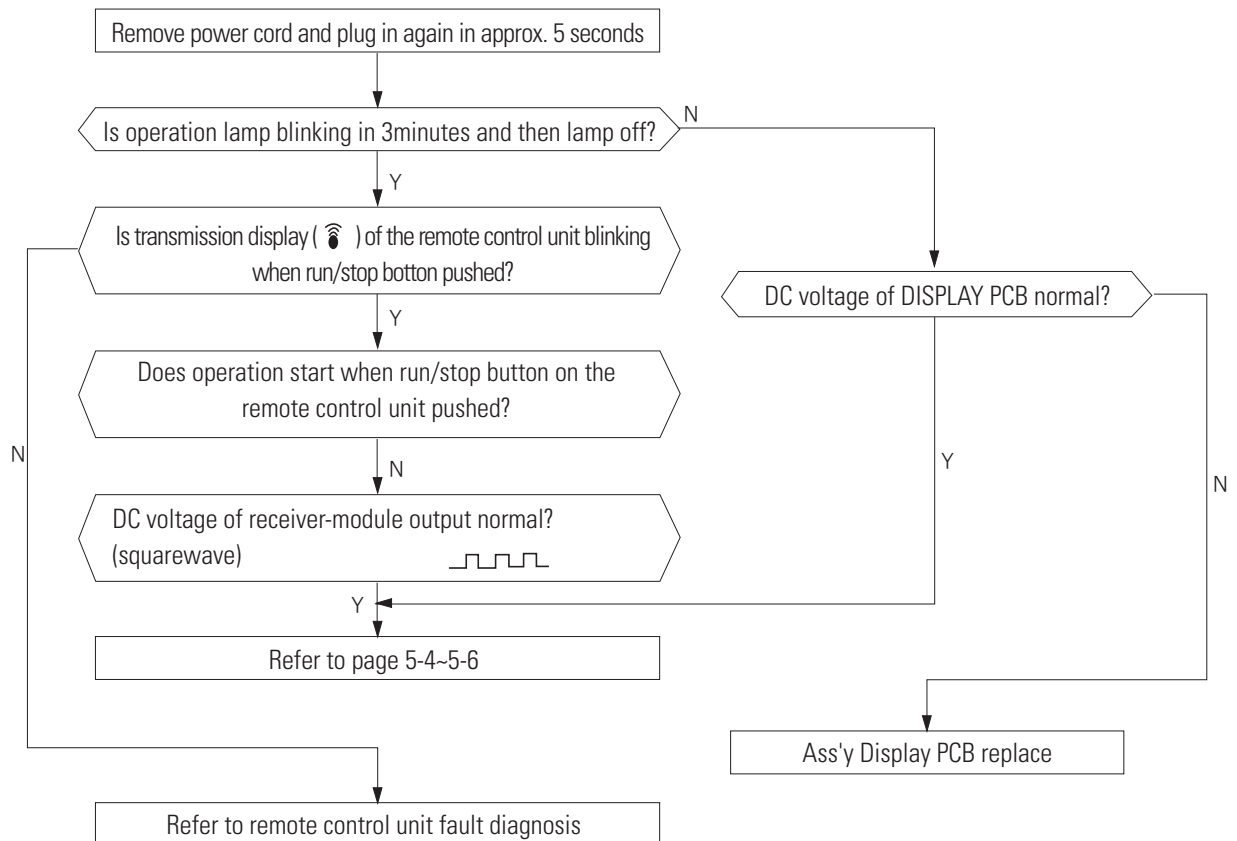 Remove power cord and plug in again in approx. 5 seconds
Is operation lamp blinking in 3minutes and then lamp off?
N
Y
Is transmission display ( ) of the remote control unit blinking
when run/stop botton pushed?
DC voltage of DISPLAY PCB normal?
Y
Does operation start when run/stop button on the
remote control unit pushed?
N
Y
N
N
DC voltage of receiver-module output normal?
(squarewave)
Y
Refer to page 5-4~5-6
Ass'y Display PCB replace
Refer to remote control unit fault diagnosis